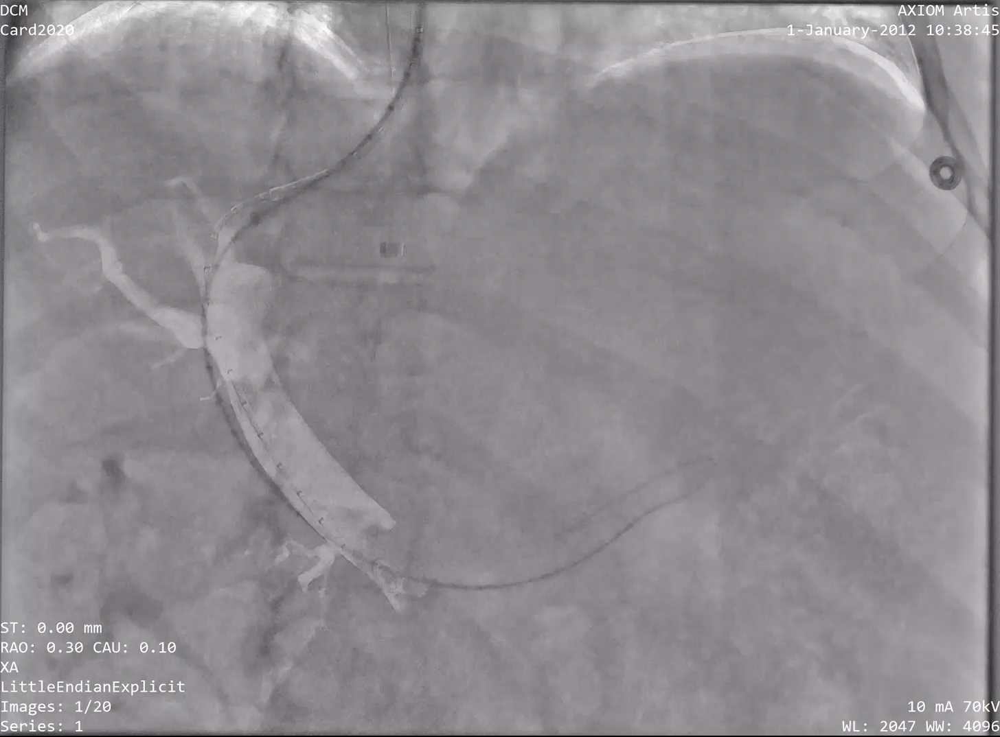 DCM
Card2020
AXIOM Artis
1-January-2012 10:38:45
ST: 0.00 mm
RAO: 0.30 CAU: 0.10
XA
LittleEndianExplicit
Images: 1/20
Series: 1
10 mA 70kV
WL: 2047 WW: 4096